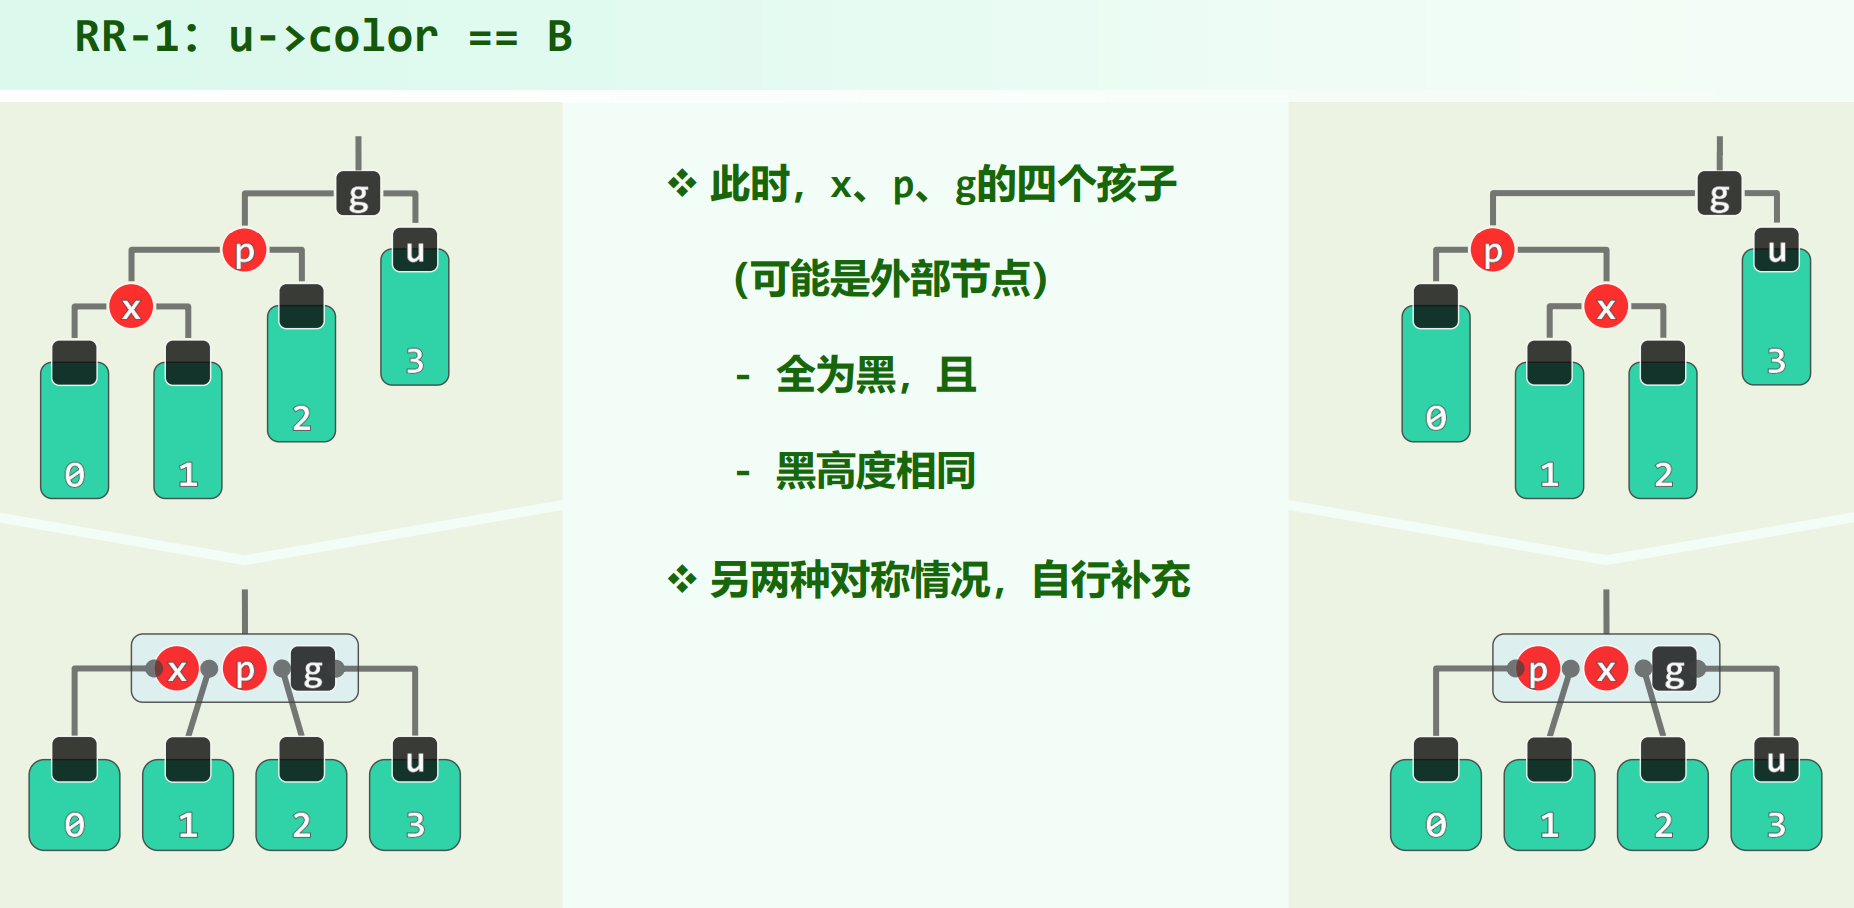 RR-1：u->color == B
g
p
u
x
3
2
0 1
x p g
u
0 1 2 3
❖ 此时，x、p、g的四个孩子
（可能是外部节点）
- 全为黑，且
- 黑高度相同
❖ 另两种对称情况，自行补充
g
p
u
x
3
0
1 2
p x g
u
0 1 2 3